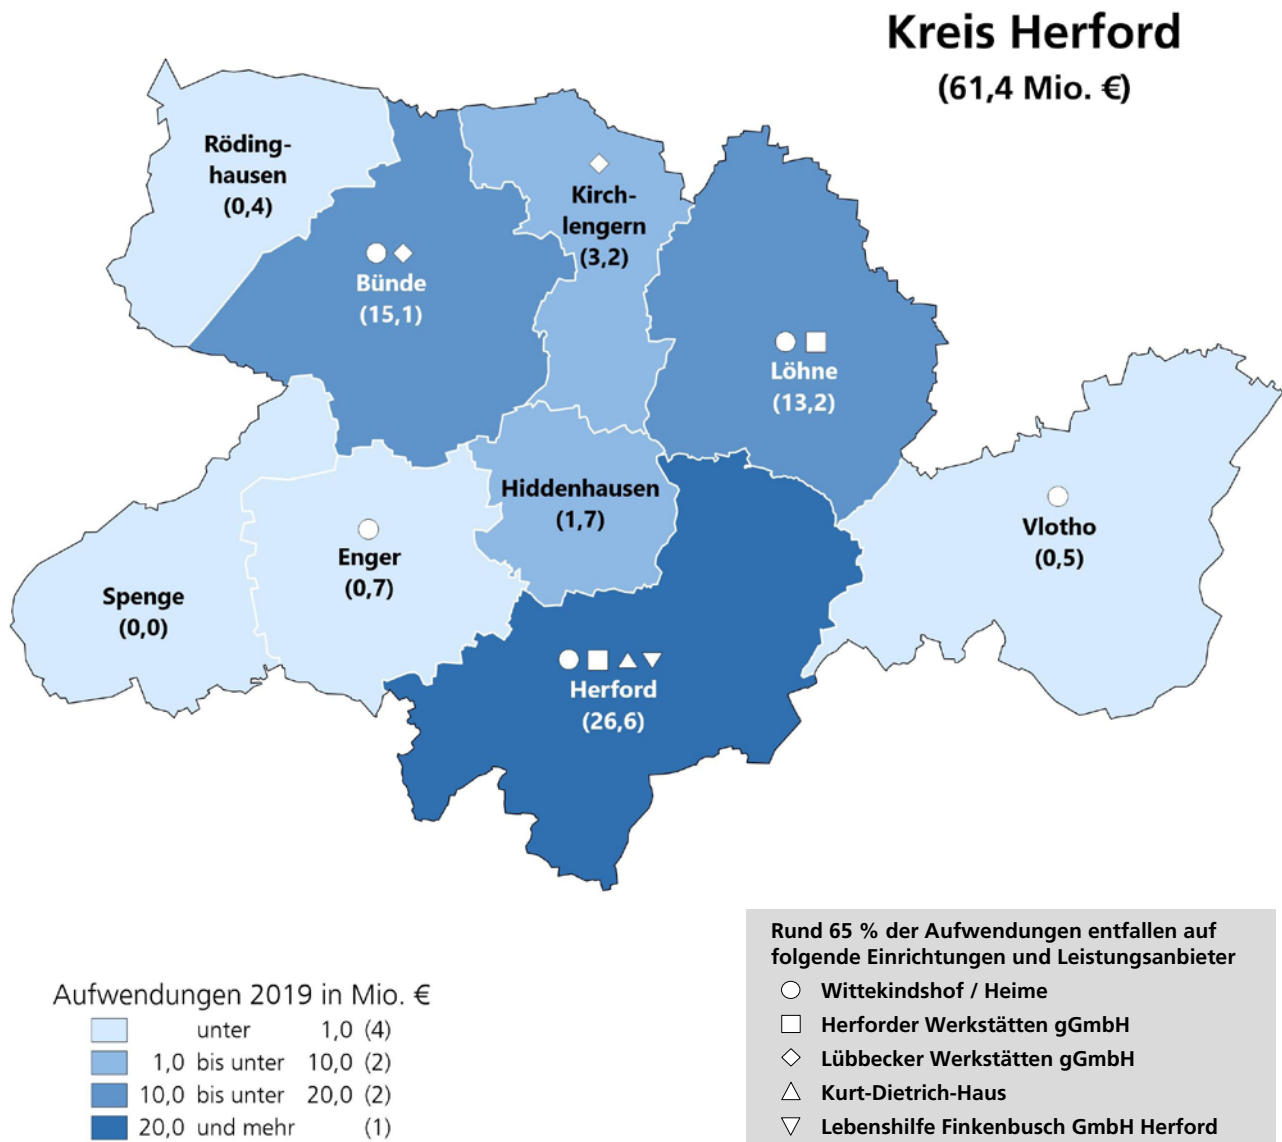 Kreis Herford
(61,4 Mio. €)
Röding-
hausen
(0,4)
Kirch-
lengern
(3,2)
Bünde
(15,1)
Löhne
(13,2)
Hiddenhausen
(1,7)
Vlotho
(0,5)
Enger
(0,7)
Spenge
(0,0)
Herford
(26,6)
Aufwendungen 2019 in Mio. €
unter 1,0 (4)
1,0 bis unter 10,0 (2)
10,0 bis unter 20,0 (2)
20,0 und mehr (1)
Rund 65 % der Aufwendungen entfallen auf
folgende Einrichtungen und Leistungsanbieter
Wittekindshof / Heime
Herforder Werkstätten gGmbH
Lübbecker Werkstätten gGmbH
Kurt-Dietrich-Haus
Lebenshilfe Finkenbusch GmbH Herford